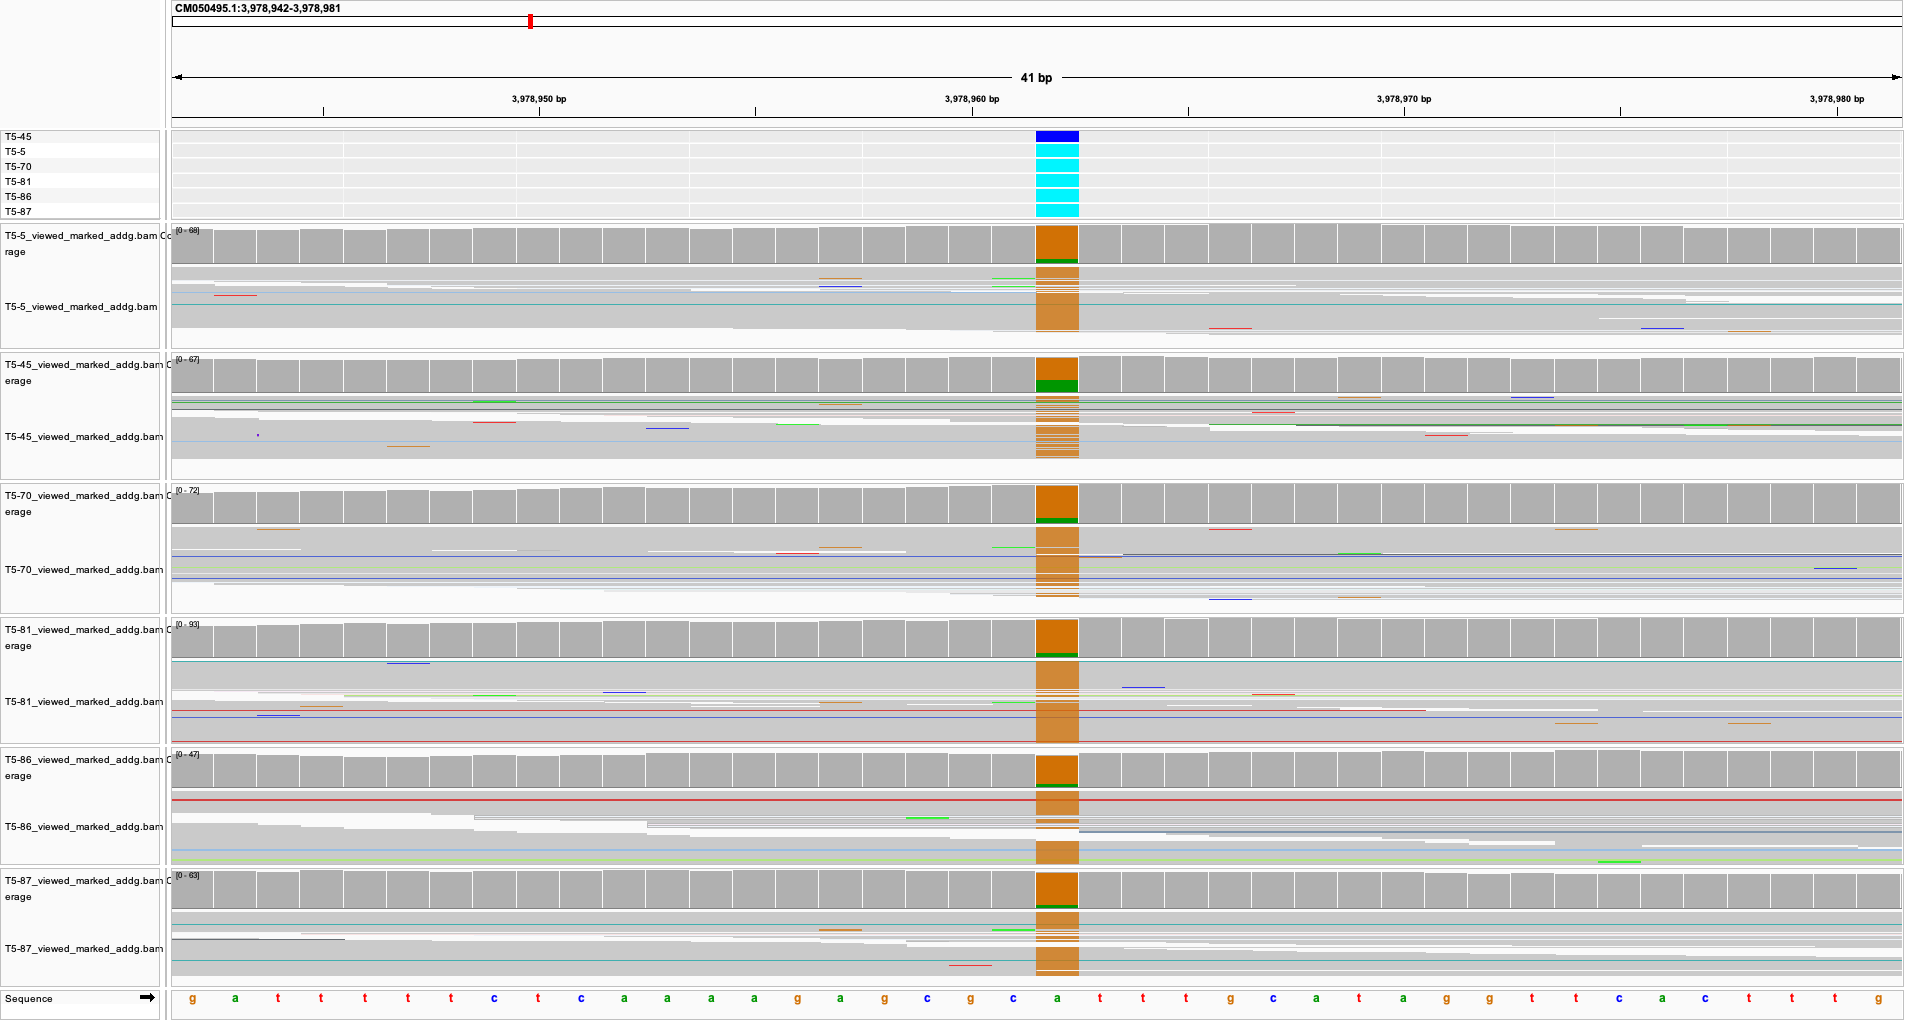 CM050495.1:3,978,942-3,978,981
41 bp
3,978,950 bp 3,978,960 bp 3,978,970 bp 3,978,980 bp
T5-45
T5-5
T5-70
T5-81
T5-86
T5-87
T5-5_viewed_marked_addg.bam Co
rage
[0 - 68]
T5-5_viewed_marked_addg.bam
T5-45_viewed_marked_addg.bam C
erage
[0 - 67]
T5-45_viewed_marked_addg.bam
T5-70_viewed_marked_addg.bam C
erage
[0 - 72]
T5-70_viewed_marked_addg.bam
T5-81_viewed_marked_addg.bam C
erage
[0 - 93]
T5-81_viewed_marked_addg.bam
T5-86_viewed_marked_addg.bam C
erage
[0 - 47]
T5-86_viewed_marked_addg.bam
T5-87_viewed_marked_addg.bam C
erage
[0 - 63]
T5-87_viewed_marked_addg.bam
Sequence g a t t t t t c t c a a a a g a g c g c a t t t g c a t a g g t t c a c t t t g